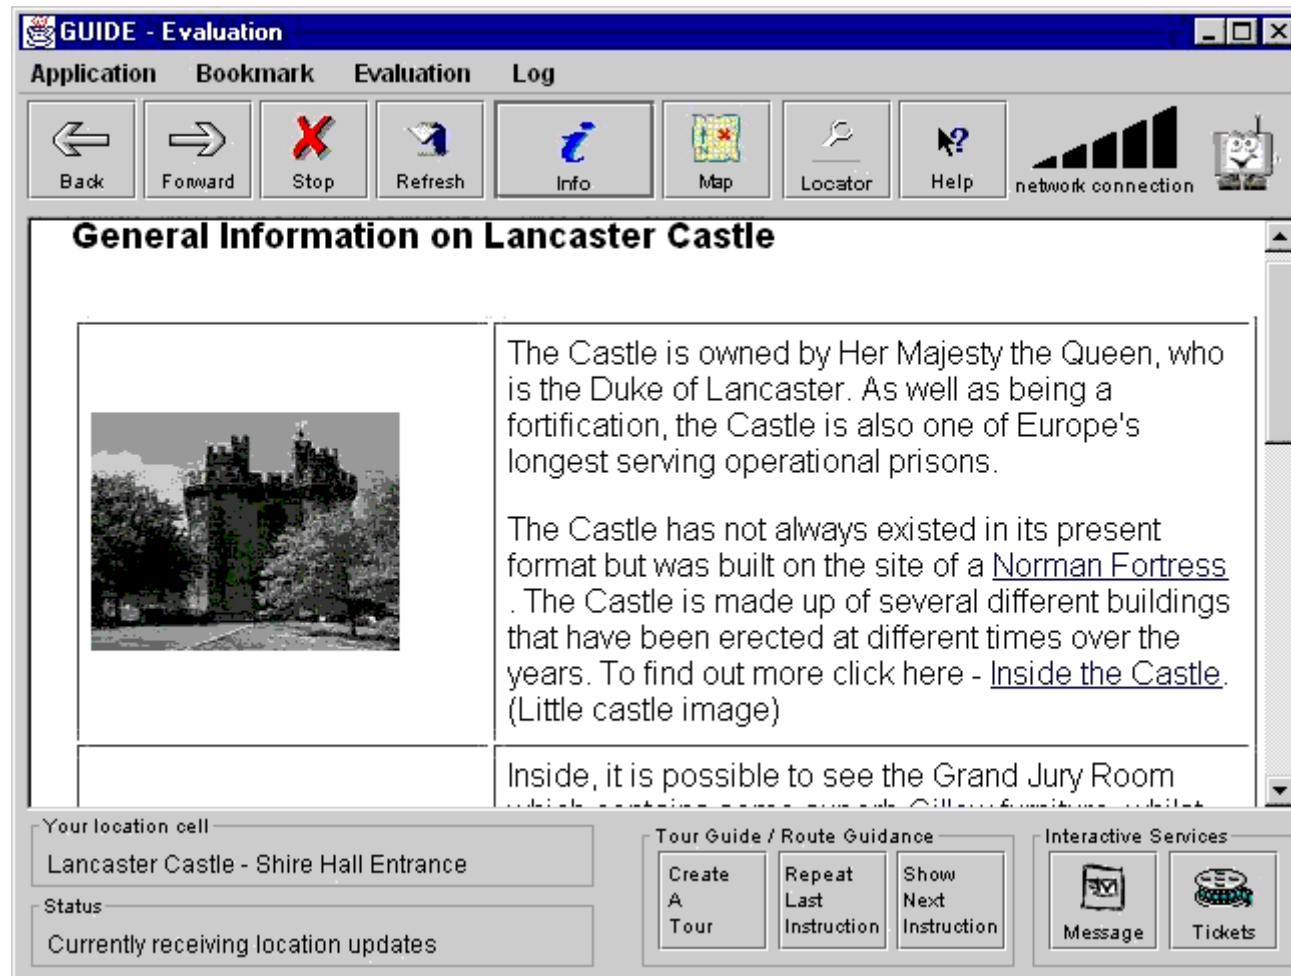 GUIDE - Evaluation
Application Bookmark Evaluation Log
Back Forward Stop Refresh Info Map Locator Help network connection
General Information on Lancaster Castle
The Castle is owned by Her Majesty the Queen, who
is the Duke of Lancaster. As well as being a
fortification, the Castle is also one of Europe's
longest serving operational prisons.
The Castle has not always existed in its present
format but was built on the site of a Norman Fortress
. The Castle is made up of several different buildings
that have been erected at different times over the
years. To find out more click here - Inside the Castle.
(Little castle image)
Inside, it is possible to see the Grand Jury Room
Your location cell
Lancaster Castle - Shire Hall Entrance
Status
Currently receiving location updates
Tour Guide / Route Guidance
Create
A
Tour
Repeat
Last
Instruction
Show
Next
Instruction
Interactive Services
Message
Tickets